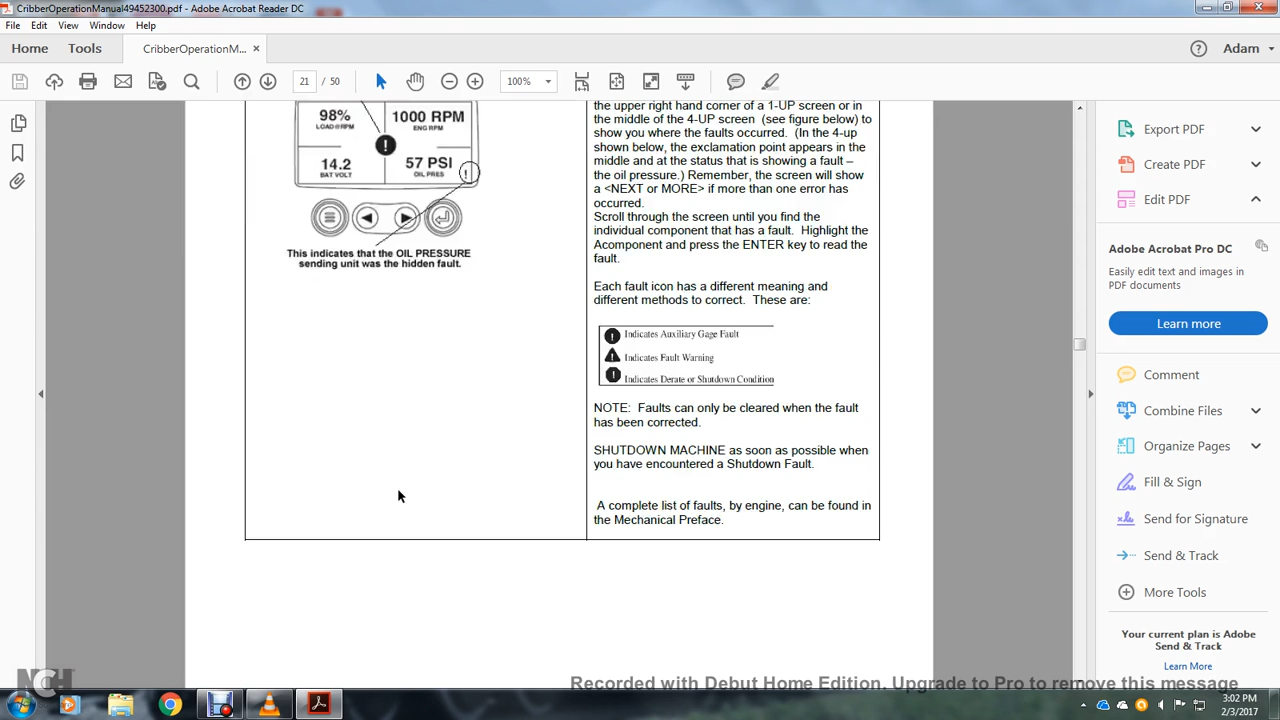 CribberOperationManual49452300.pdf - Adobe Acrobat Reader DC
File Edit View Window Help
Home Tools CribberOperationM... × Adam
21 / 50 100%
98%
LOAD@RPM
1000 RPM
ENG RPM
!
14.2
BAT VOLT
57 PSI
OIL PRES
!
This indicates that the OIL PRESSURE
sending unit was the hidden fault.
the upper right hand corner of a 1-UP screen or in
the middle of the 4-UP screen (see figure below) to
show you where the faults occurred. (In the 4-up
shown below, the exclamation point appears in the
middle and at the status that is showing a fault –
the oil pressure.) Remember, the screen will show
a <NEXT or MORE> if more than one error has
occurred.
Scroll through the screen until you find the
individual component that has a fault. Highlight the
Acomponent and press the ENTER key to read the
fault.
Each fault icon has a different meaning and
different methods to correct. These are:
! Indicates Auxiliary Gage Fault
! Indicates Fault Warning
! Indicates Derate or Shutdown Condition
NOTE: Faults can only be cleared when the fault
has been corrected.
SHUTDOWN MACHINE as soon as possible when
you have encountered a Shutdown Fault.
A complete list of faults, by engine, can be found in
the Mechanical Preface.
Export PDF
Create PDF
Edit PDF
Adobe Acrobat Pro DC
Easily edit text and images in
PDF documents
Learn more
Comment
Combine Files
Organize Pages
Fill & Sign
Send for Signature
Send & Track
More Tools
Your current plan is Adobe
Send & Track
Learn More
NCH
Recorded with Debut Home Edition. Upgrade to Pro to remove this message
3:02 PM
2/3/2017